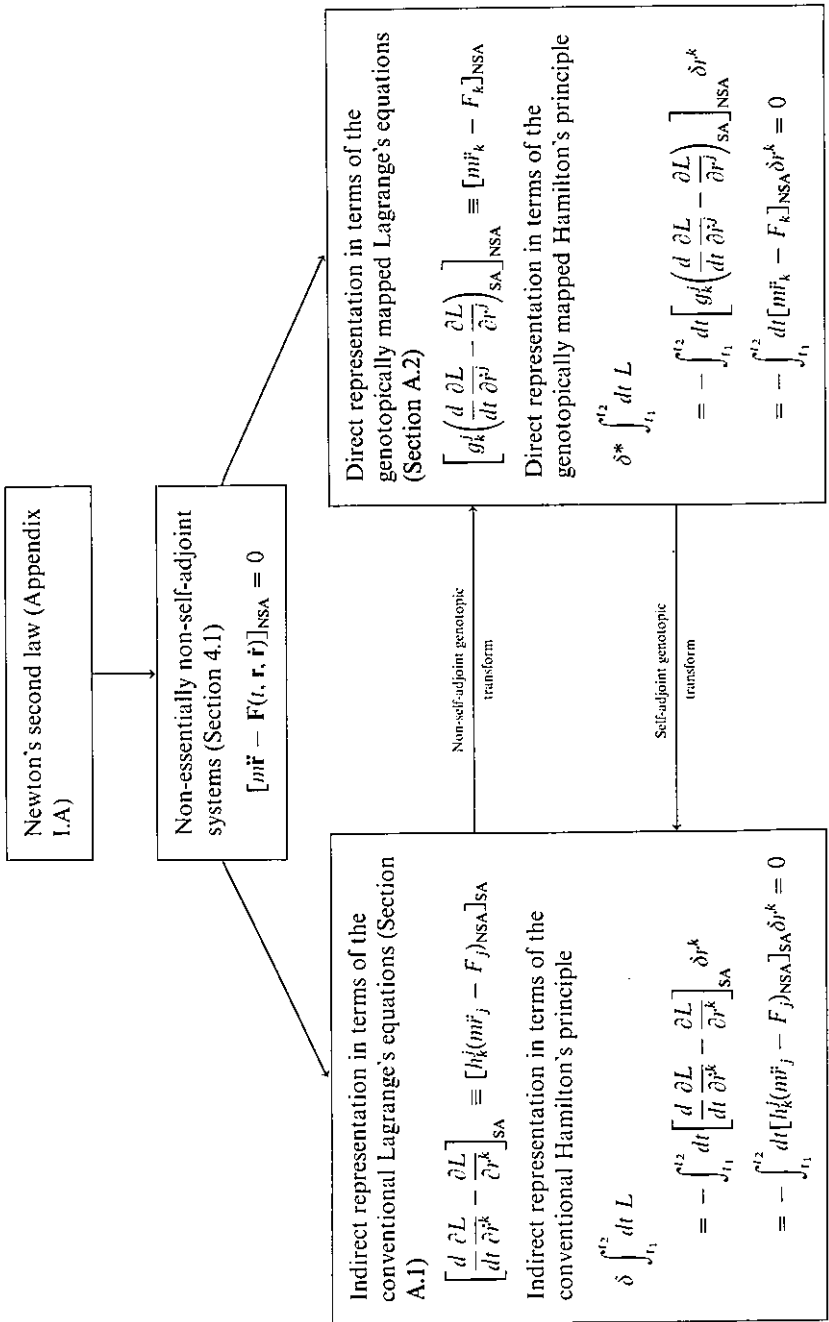 Newton's second law (Appendix
I.A)
Non-essentially non-self-adjoint
systems (Section 4.1)
[mr̈ − F(t, r, ṙ)]_NSA = 0
Indirect representation in terms of the
conventional Lagrange's equations (Section
A.1)
[d/dt ∂L/∂ṙ^k − ∂L/∂r^k]_SA ≡ [h_k^j(mr̈_j − F_j)_NSA]_SA
Indirect representation in terms of the
conventional Hamilton's principle
δ ∫_{t_1}^{t_2} dt L
= − ∫_{t_1}^{t_2} dt[d/dt ∂L/∂ṙ^k − ∂L/∂r^k]_SA δr^k
= − ∫_{t_1}^{t_2} dt[h_k^j(mr̈_j − F_j)_NSA]_SA δr^k = 0
Non-self-adjoint genotopic
transform
Self-adjoint genotopic
transform
Direct representation in terms of the
genotopically mapped Lagrange's equations
(Section A.2)
[g_k^j(d/dt ∂L/∂ṙ^j − ∂L/∂r^j)_SA]_NSA ≡ [mr̈_k − F_k]_NSA
Direct representation in terms of the
genotopically mapped Hamilton's principle
δ* ∫_{t_1}^{t_2} dt L
= − ∫_{t_1}^{t_2} dt[g_k^j(d/dt ∂L/∂ṙ^j − ∂L/∂r^j)_SA]_NSA δr^k
= − ∫_{t_1}^{t_2} dt[mr̈_k − F_k]_NSA δr^k = 0